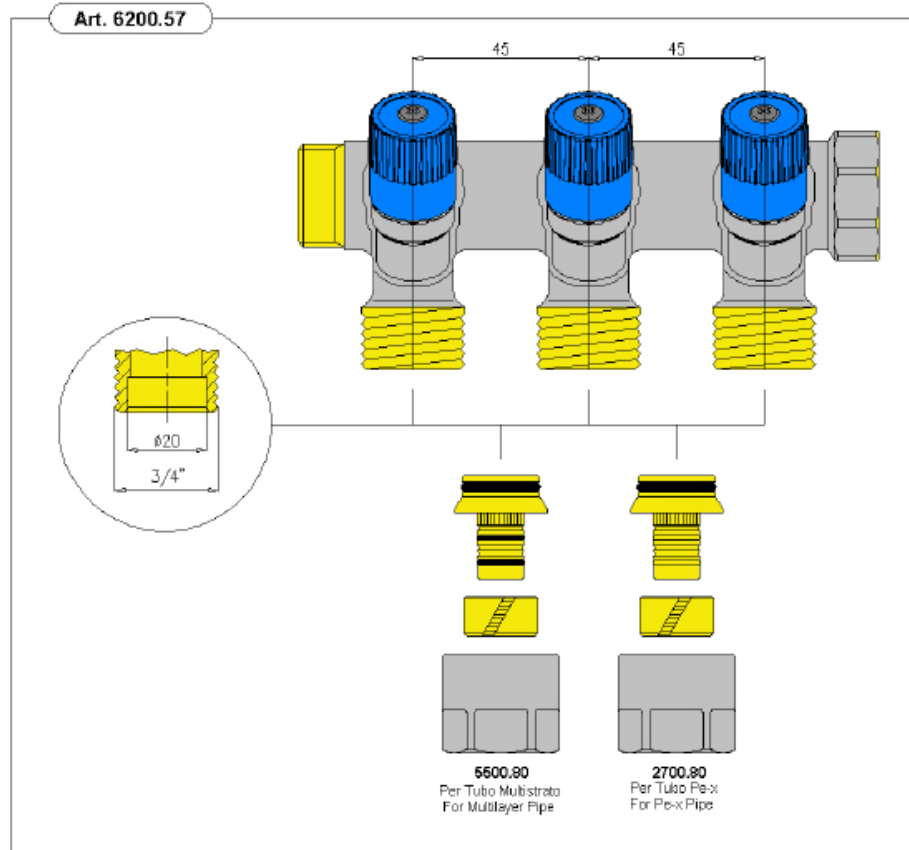 Art. 6200.57
45
45
ø20
3/4"
5500.80
Per Tubo Multistrato
For Multilayer Pipe
2700.80
Per Tubo Pe-x
For Pe-x Pipe